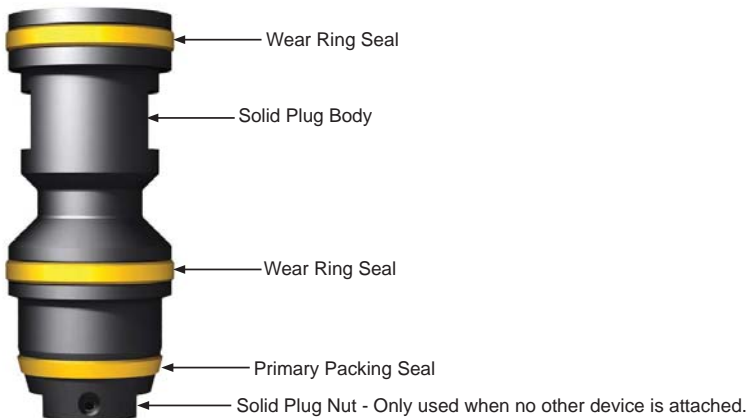 Wear Ring Seal
Solid Plug Body
Wear Ring Seal
Primary Packing Seal
Solid Plug Nut - Only used when no other device is attached.